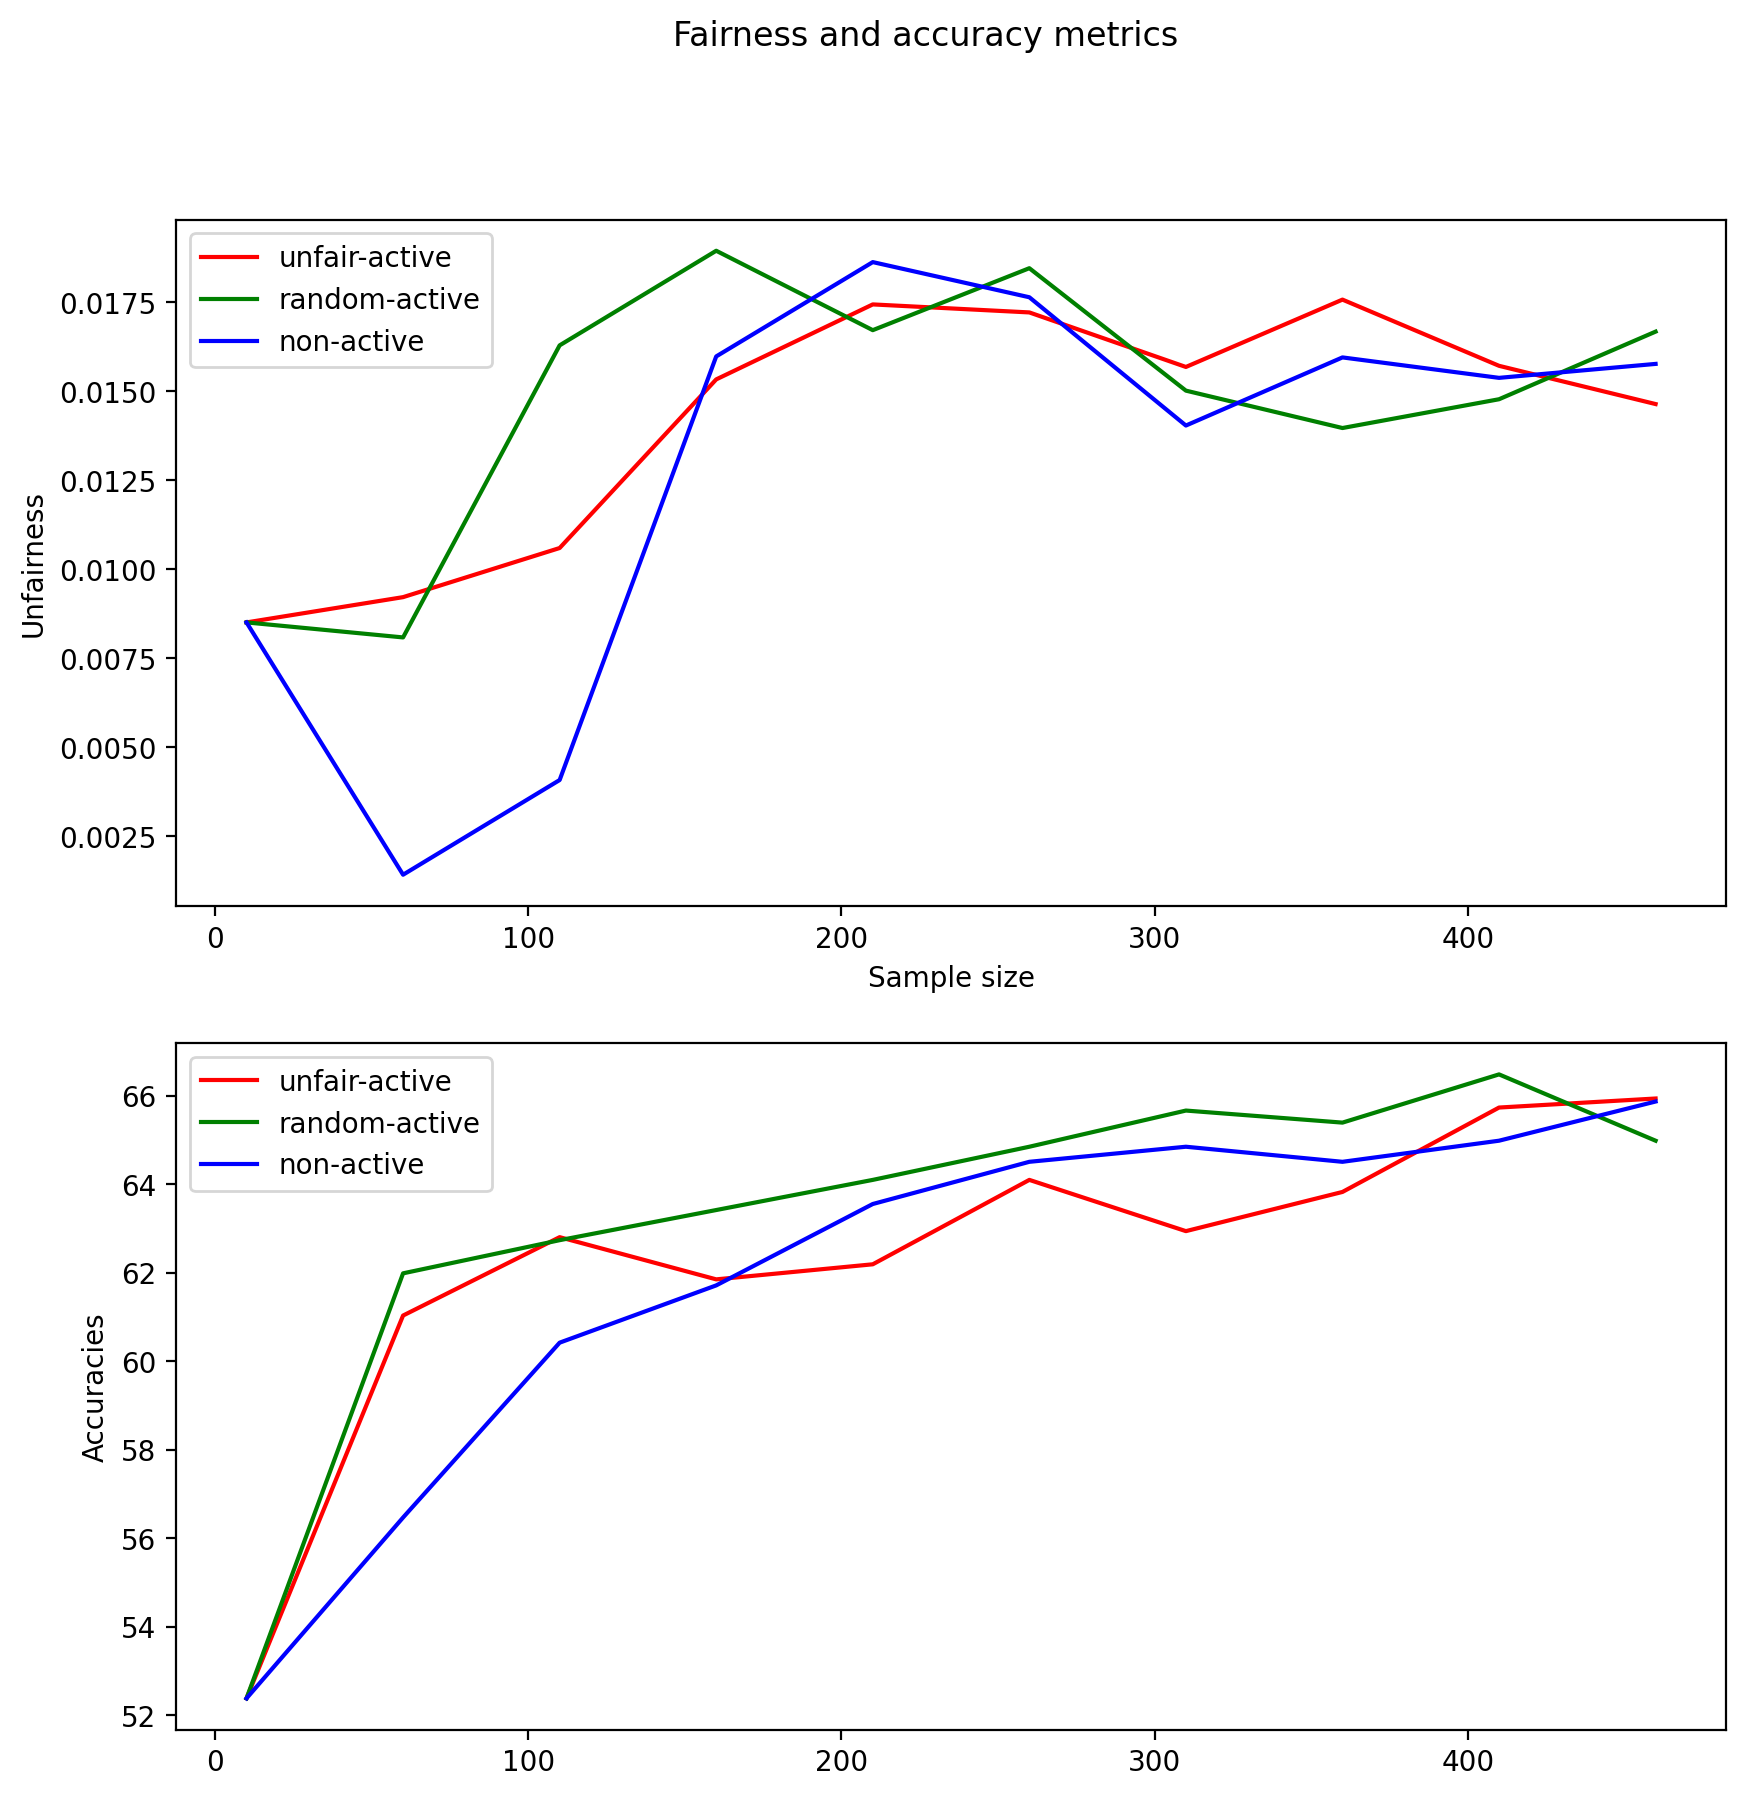 Fairness and accuracy metrics
unfair-active
random-active
non-active
0.0175
0.0150
0.0125
0.0100
0.0075
0.0050
0.0025
Unfairness
0 100 200 300 400
Sample size
unfair-active
random-active
non-active
66
64
62
60
58
56
54
52
Accuracies
0 100 200 300 400